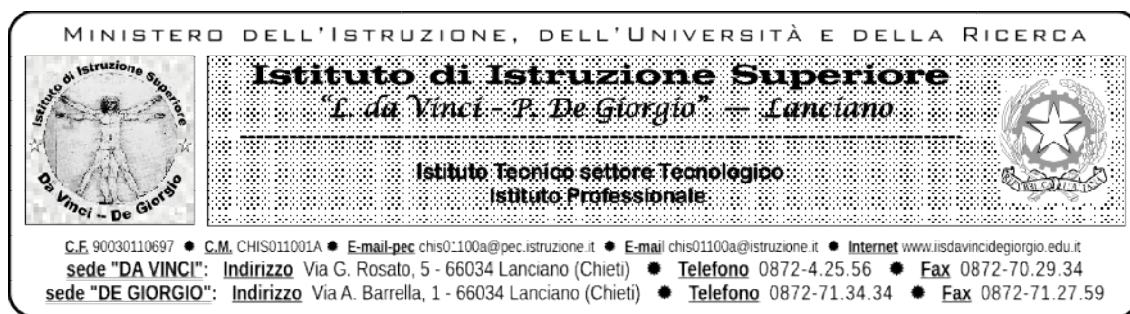 MINISTERO DELL'ISTRUZIONE, DELL'UNIVERSITÀ E DELLA RICERCA
Istituto di Istruzione Superiore
Da Vinci – De Giorgio
Istituto di Istruzione Superiore
"L. da Vinci - P. De Giorgio" – Lanciano
Istituto Tecnico settore Tecnologico
Istituto Professionale
C.F. 90030110697 ● C.M. CHIS011001A ● E-mail-pec chis01100a@pec.istruzione.it ● E-mail chis01100a@istruzione.it ● Internet www.iisdavincidegiorgio.edu.it
sede "DA VINCI": Indirizzo Via G. Rosato, 5 - 66034 Lanciano (Chieti) ● Telefono 0872-4.25.56 ● Fax 0872-70.29.34
sede "DE GIORGIO": Indirizzo Via A. Barrella, 1 - 66034 Lanciano (Chieti) ● Telefono 0872-71.34.34 ● Fax 0872-71.27.59